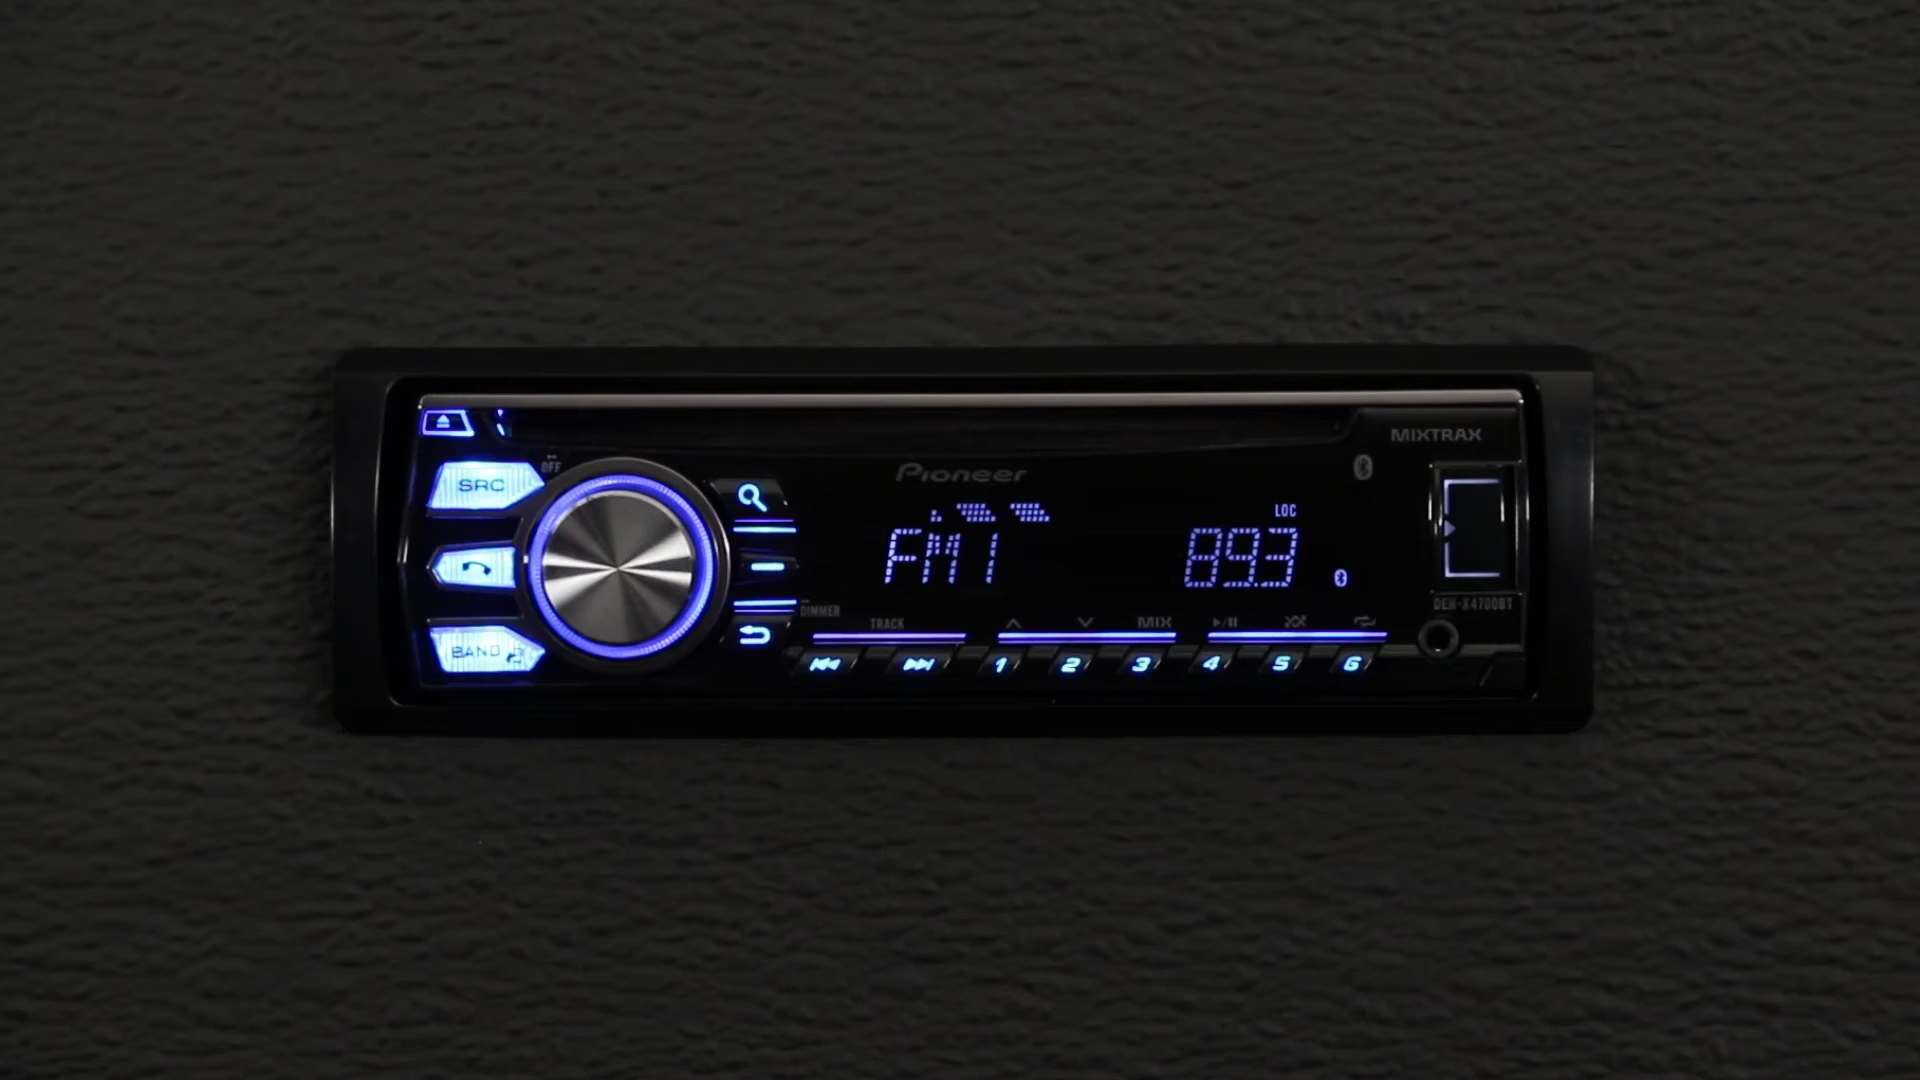 MIXTRAX
OFF
SRC
Pioneer
LOC
FM1
89.3
DEH-X4700BT
DIMMER
TRACK
MIX
BAND
1 2 3 4 5 6